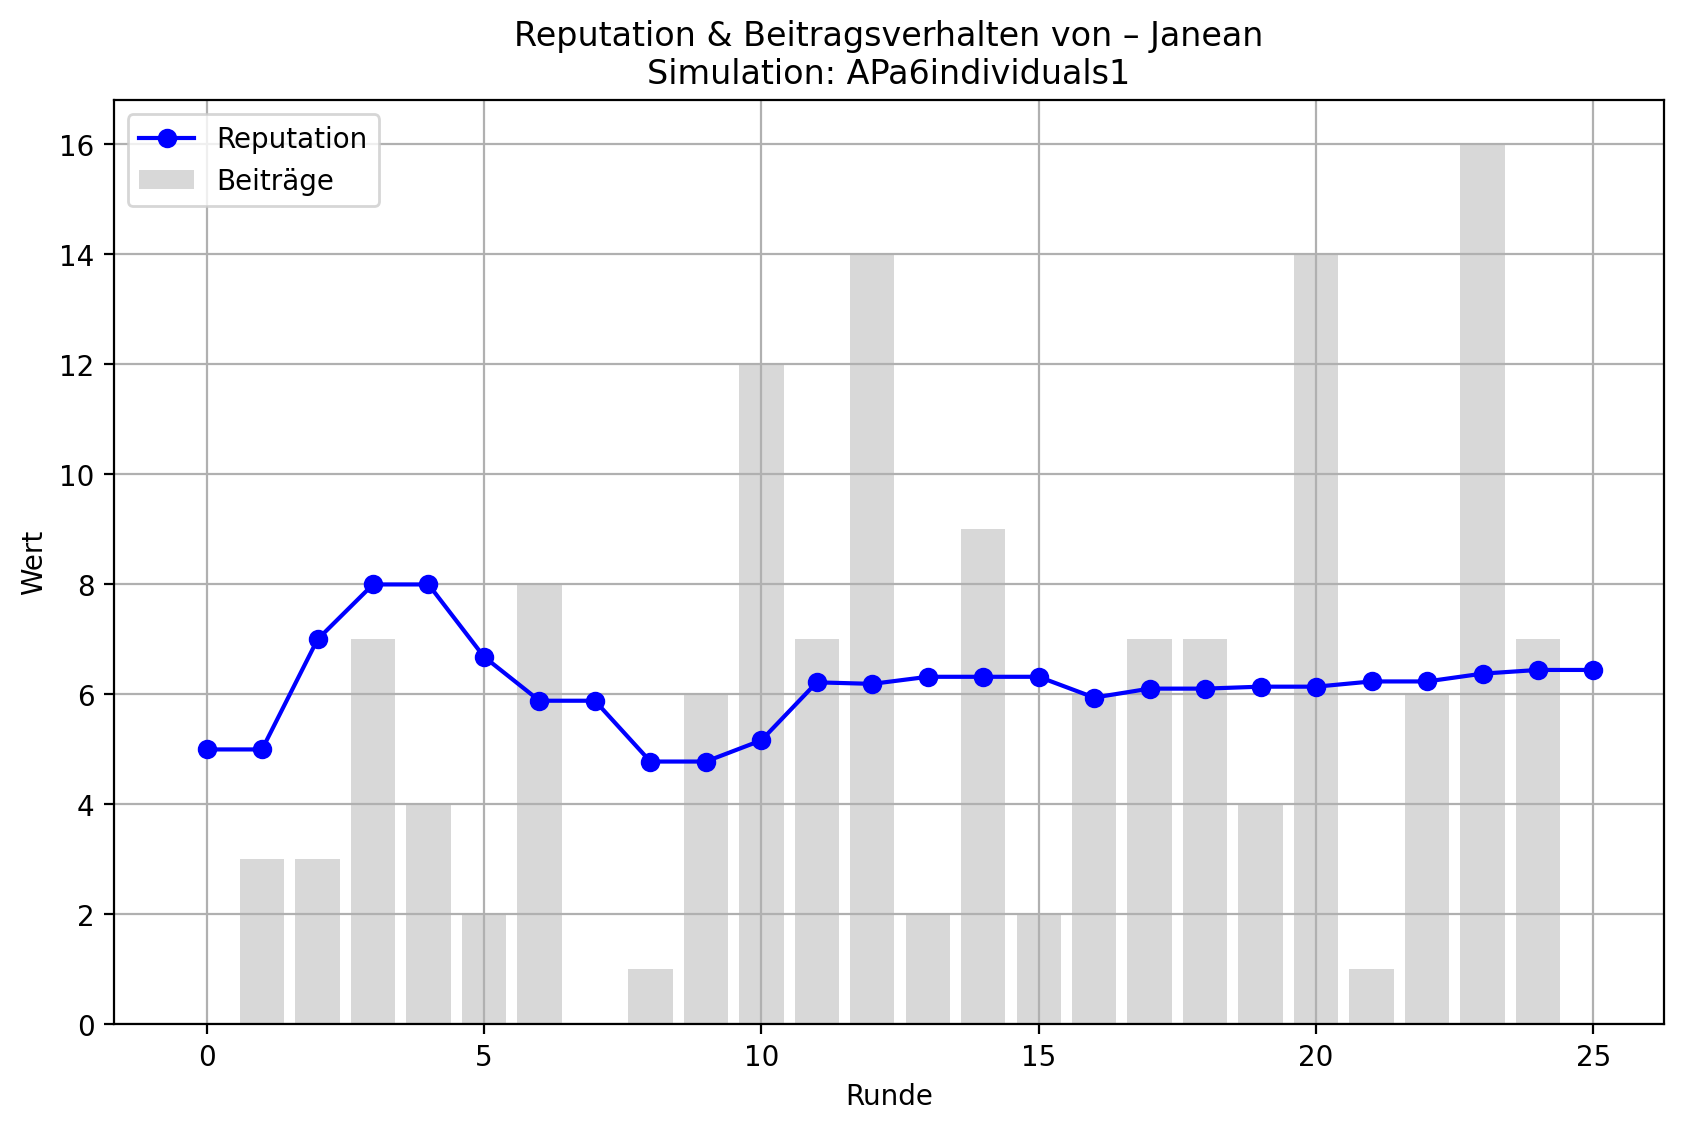 Reputation & Beitragsverhalten von – Janean
Simulation: APa6individuals1
Reputation
Beiträge
16
14
12
10
8
6
4
2
0
Wert
0 5 10 15 20 25
Runde